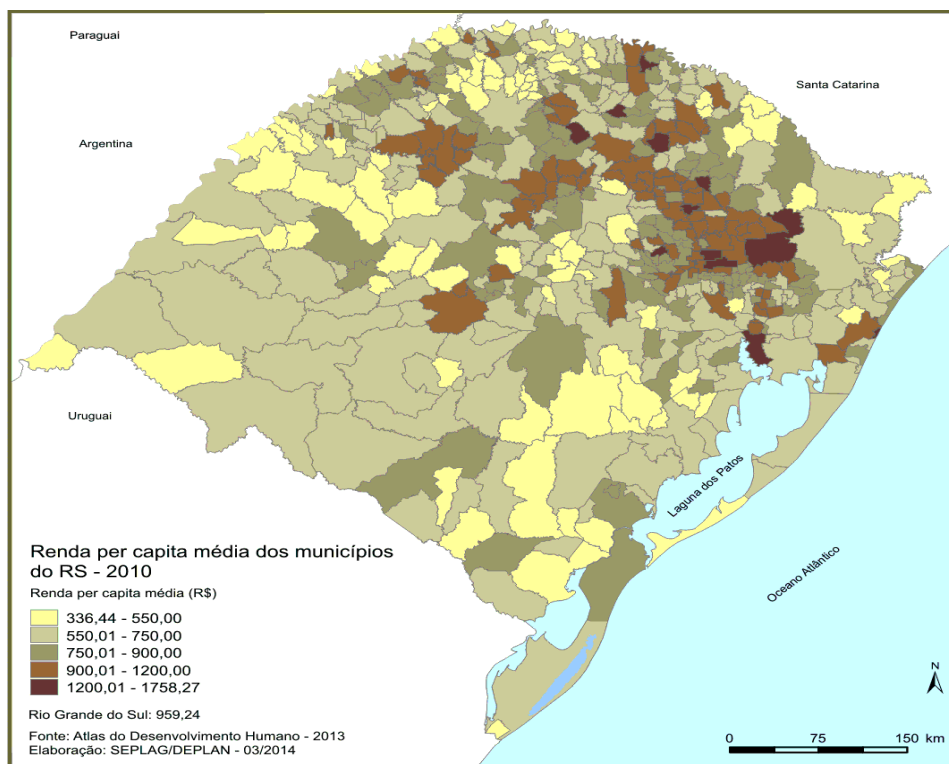 Paraguai
Santa Catarina
Argentina
Uruguai
Laguna dos Patos
Oceano Atlântico
Renda per capita média dos municípios
do RS - 2010
Renda per capita média (R$)
336,44 - 550,00
550,01 - 750,00
750,01 - 900,00
900,01 - 1200,00
1200,01 - 1758,27
Rio Grande do Sul: 959,24
Fonte: Atlas do Desenvolvimento Humano - 2013
Elaboração: SEPLAG/DEPLAN - 03/2014
N
0 75 150 km